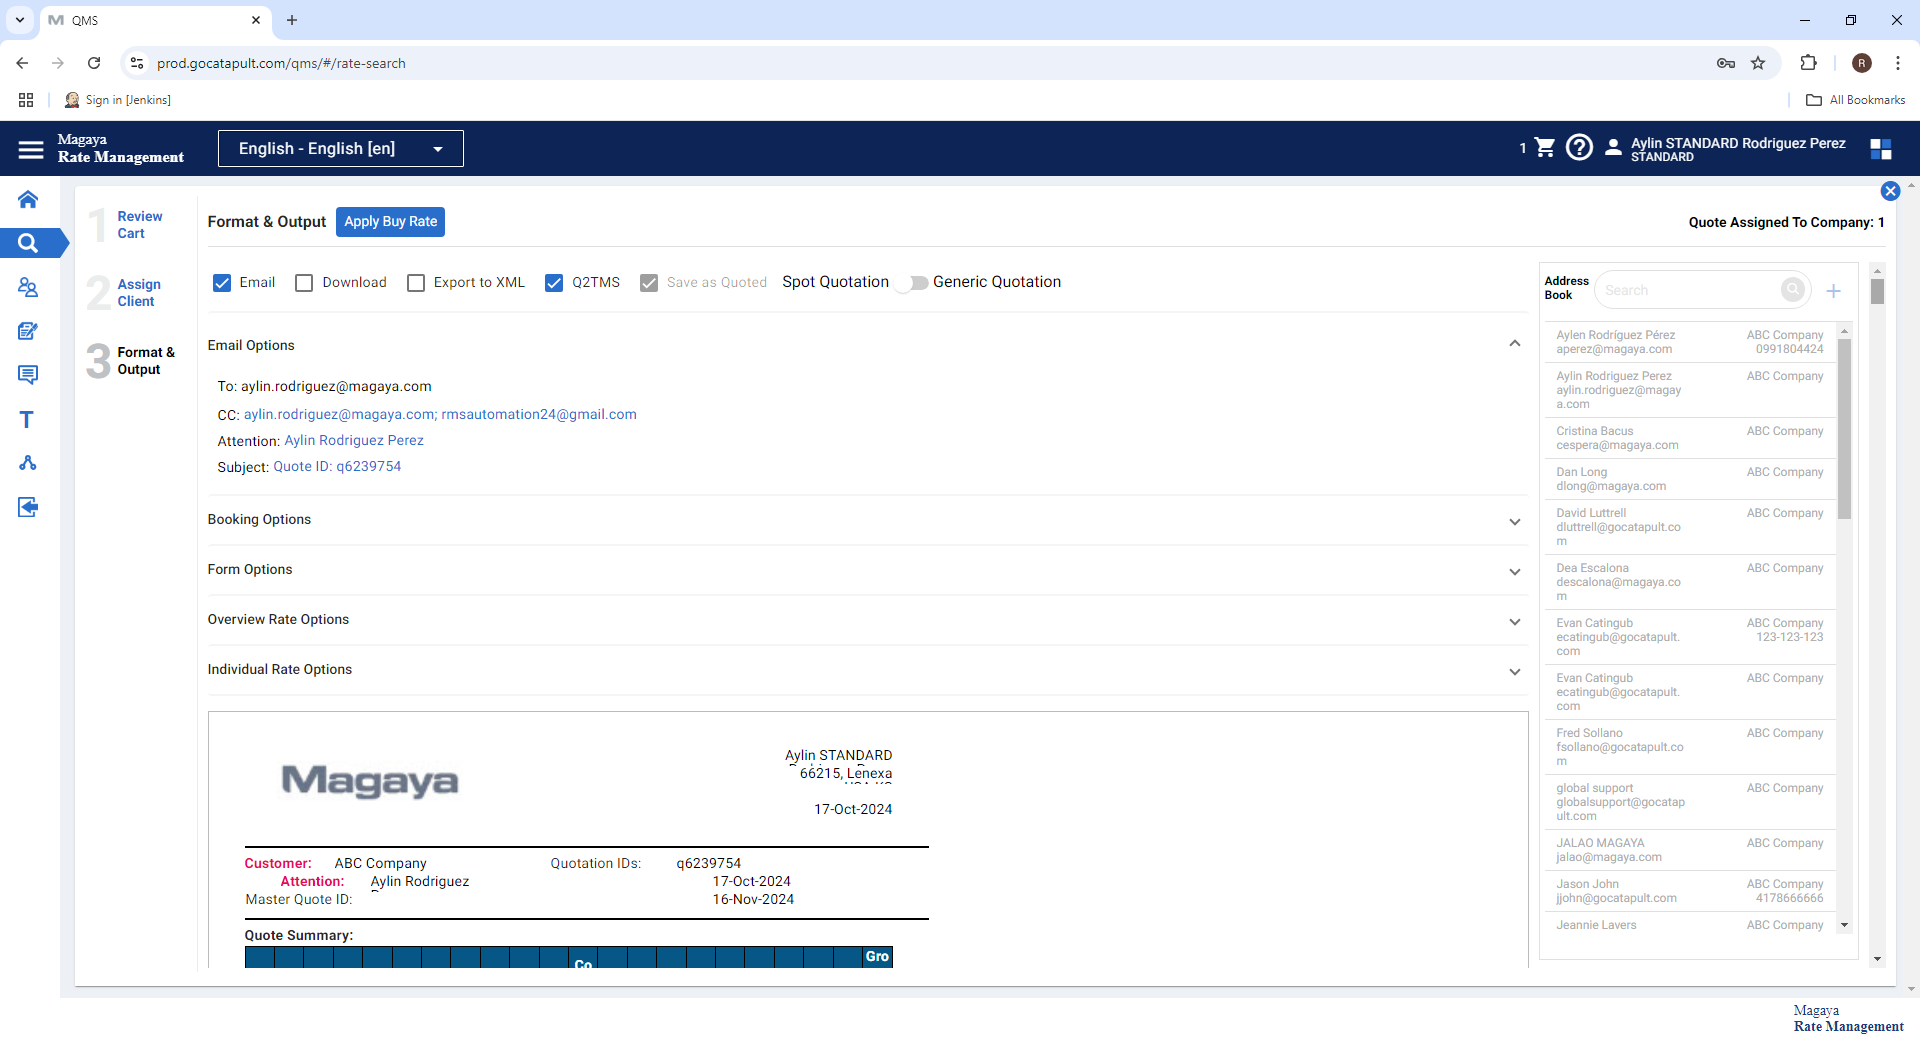 QMS
prod.gocatapult.com/qms/#/rate-search
R
Sign in [Jenkins]
All Bookmarks
Magaya
Rate Management
English - English [en]
1
Aylin STANDARD Rodriguez Perez
STANDARD
1
Review
Cart
2
Assign
Client
3
Format &
Output
Format & Output
Apply Buy Rate
Quote Assigned To Company: 1
Email
Download
Export to XML
Q2TMS
Save as Quoted
Spot Quotation
Generic Quotation
Email Options
To: aylin.rodriguez@magaya.com
CC: aylin.rodriguez@magaya.com; rmsautomation24@gmail.com
Attention: Aylin Rodriguez Perez
Subject: Quote ID: q6239754
Booking Options
Form Options
Overview Rate Options
Individual Rate Options
Magaya
Aylin STANDARD
66215, Lenexa
17-Oct-2024
Customer: ABC Company Quotation IDs: q6239754
Attention: Aylin Rodriguez 17-Oct-2024
Master Quote ID: 16-Nov-2024
Quote Summary:
Co
Gro
Address
Book
Search
Aylen Rodríguez Pérez ABC Company
aperez@magaya.com 0991804424
Aylin Rodriguez Perez ABC Company
aylin.rodriguez@magay
a.com
Cristina Bacus ABC Company
cespera@magaya.com
Dan Long ABC Company
dlong@magaya.com
David Luttrell ABC Company
dluttrell@gocatapult.co
m
Dea Escalona ABC Company
descalona@magaya.co
m
Evan Catingub ABC Company
ecatingub@gocatapult. 123-123-123
com
Evan Catingub ABC Company
ecatingub@gocatapult.
com
Fred Sollano ABC Company
fsollano@gocatapult.co
m
global support ABC Company
globalsupport@gocatap
ult.com
JALAO MAGAYA ABC Company
jalao@magaya.com
Jason John ABC Company
jjohn@gocatapult.com 4178666666
Jeannie Lavers ABC Company
Magaya
Rate Management